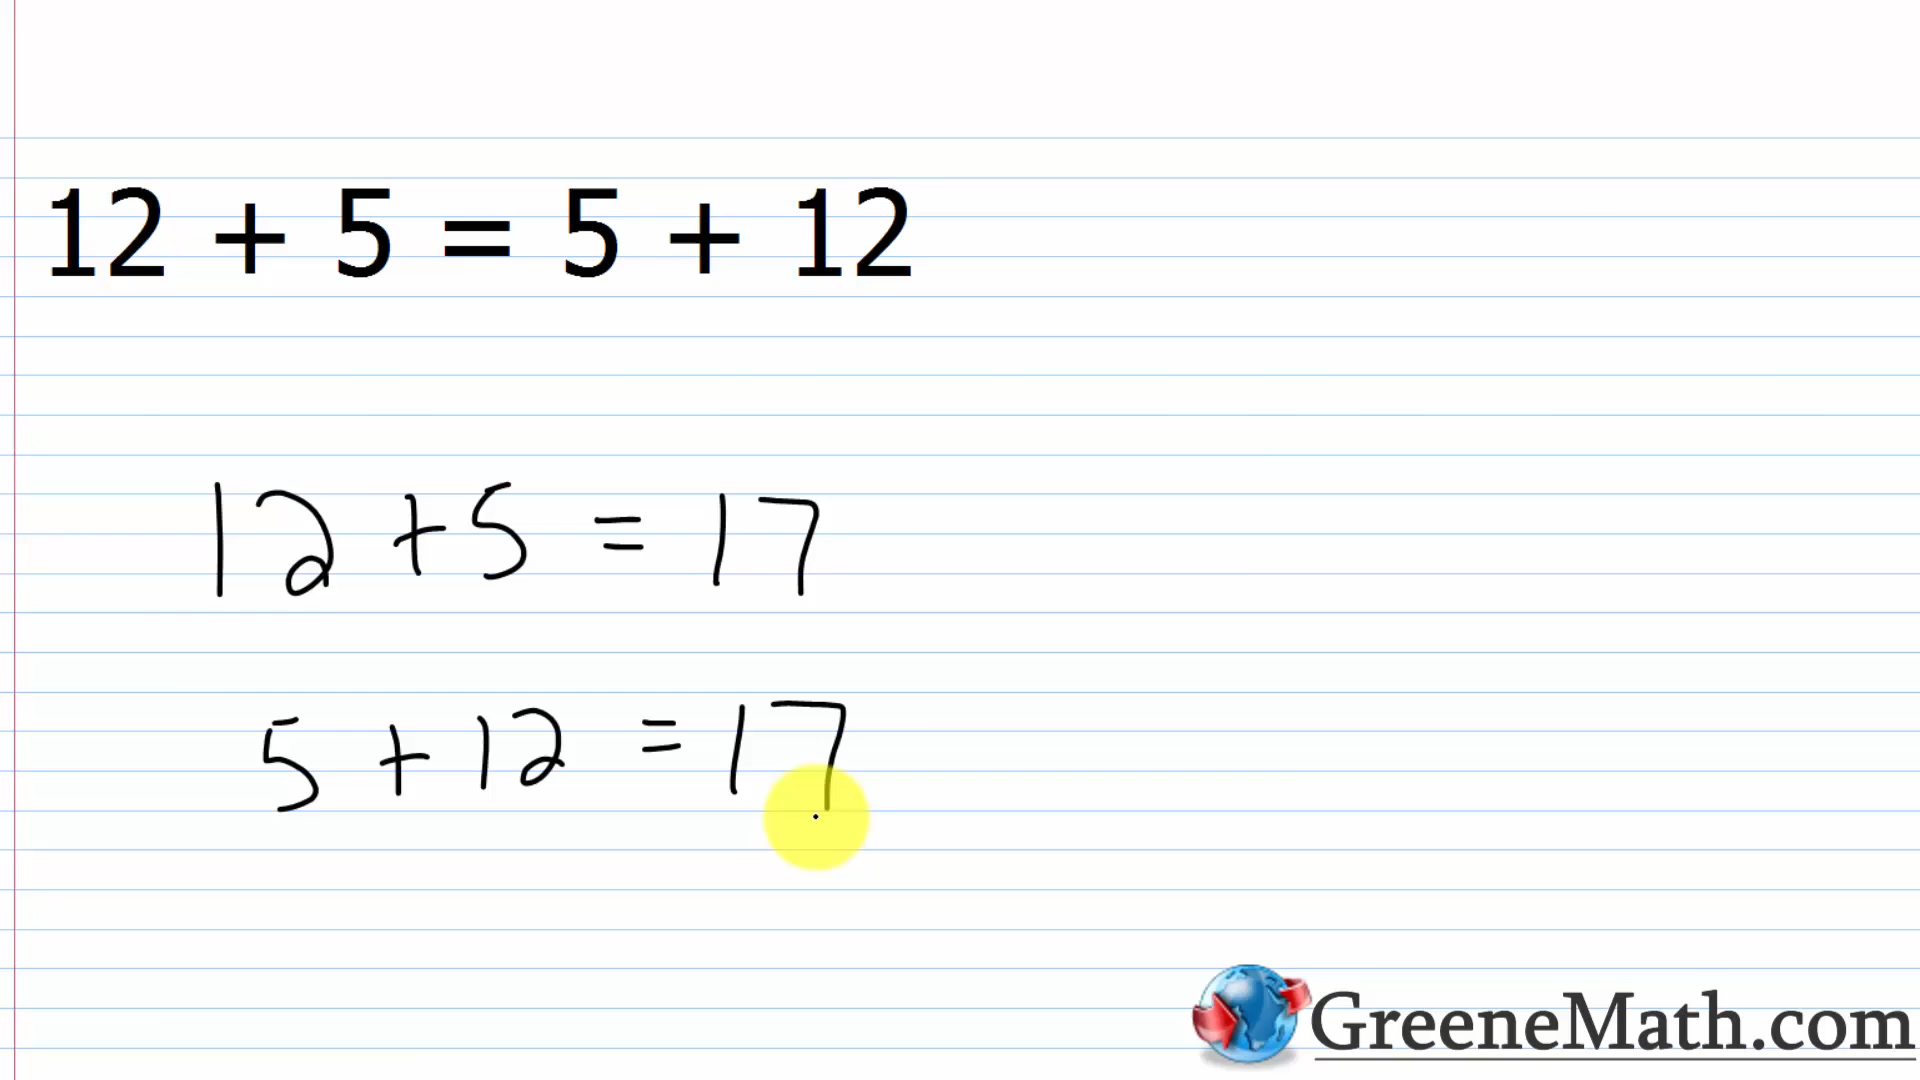 12 + 5 = 5 + 12
12 + 5 = 17
5 + 12 = 17
GreeneMath.com